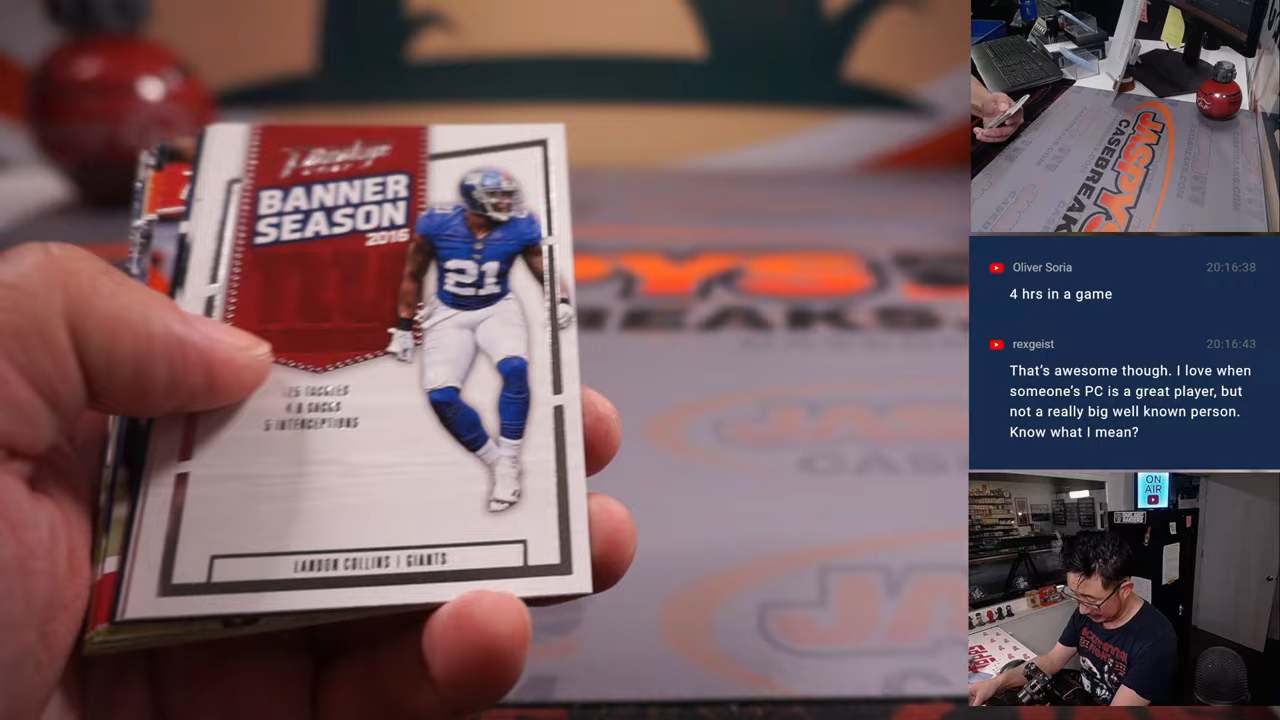 Prestige
BANNER
SEASON
2016
21
125 TACKLES
4.0 SACKS
5 INTERCEPTIONS
LANDON COLLINS | GIANTS
JASPYS
CASEBREAKS
Oliver Soria
20:16:38
4 hrs in a game
rexgeist
20:16:43
That's awesome though. I love when
someone's PC is a great player, but
not a really big well known person.
Know what I mean?
ON
AIR